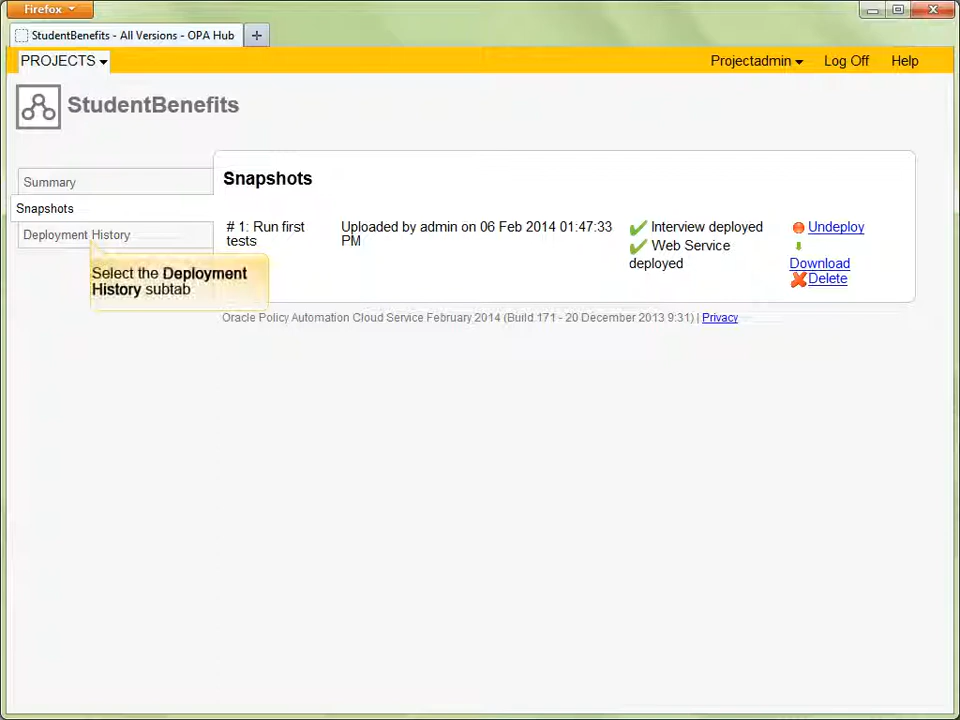 Firefox
StudentBenefits - All Versions - OPA Hub
PROJECTS
Projectadmin
Log Off
Help
StudentBenefits
Summary
Snapshots
Deployment History
Select the Deployment
History subtab
Snapshots
# 1: Run first
tests
Uploaded by admin on 06 Feb 2014 01:47:33
PM
Interview deployed
Web Service
deployed
Undeploy
Download
Delete
Oracle Policy Automation Cloud Service February 2014 (Build.171 - 20 December 2013 9:31) | Privacy